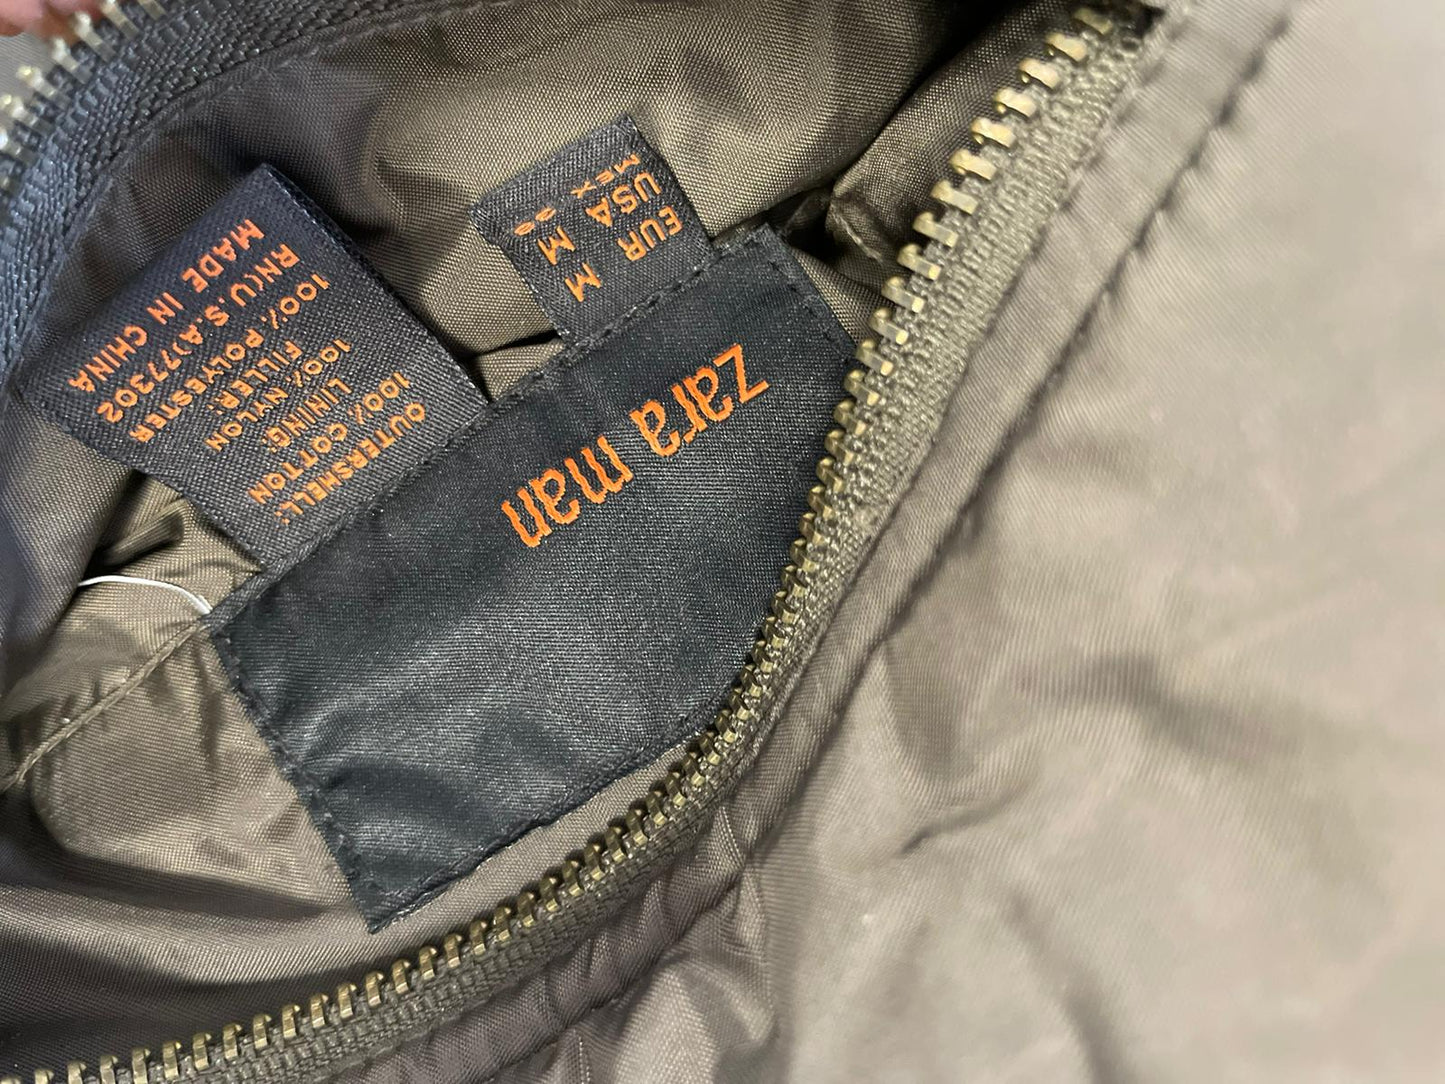 zara man
EUR M
USA M
MEX 40
OUTERSHELL:
100% COTTON
LINING:
100% NYLON
FILLER:
100% POLYESTER
RN(U.S.A)77302
MADE IN CHINA